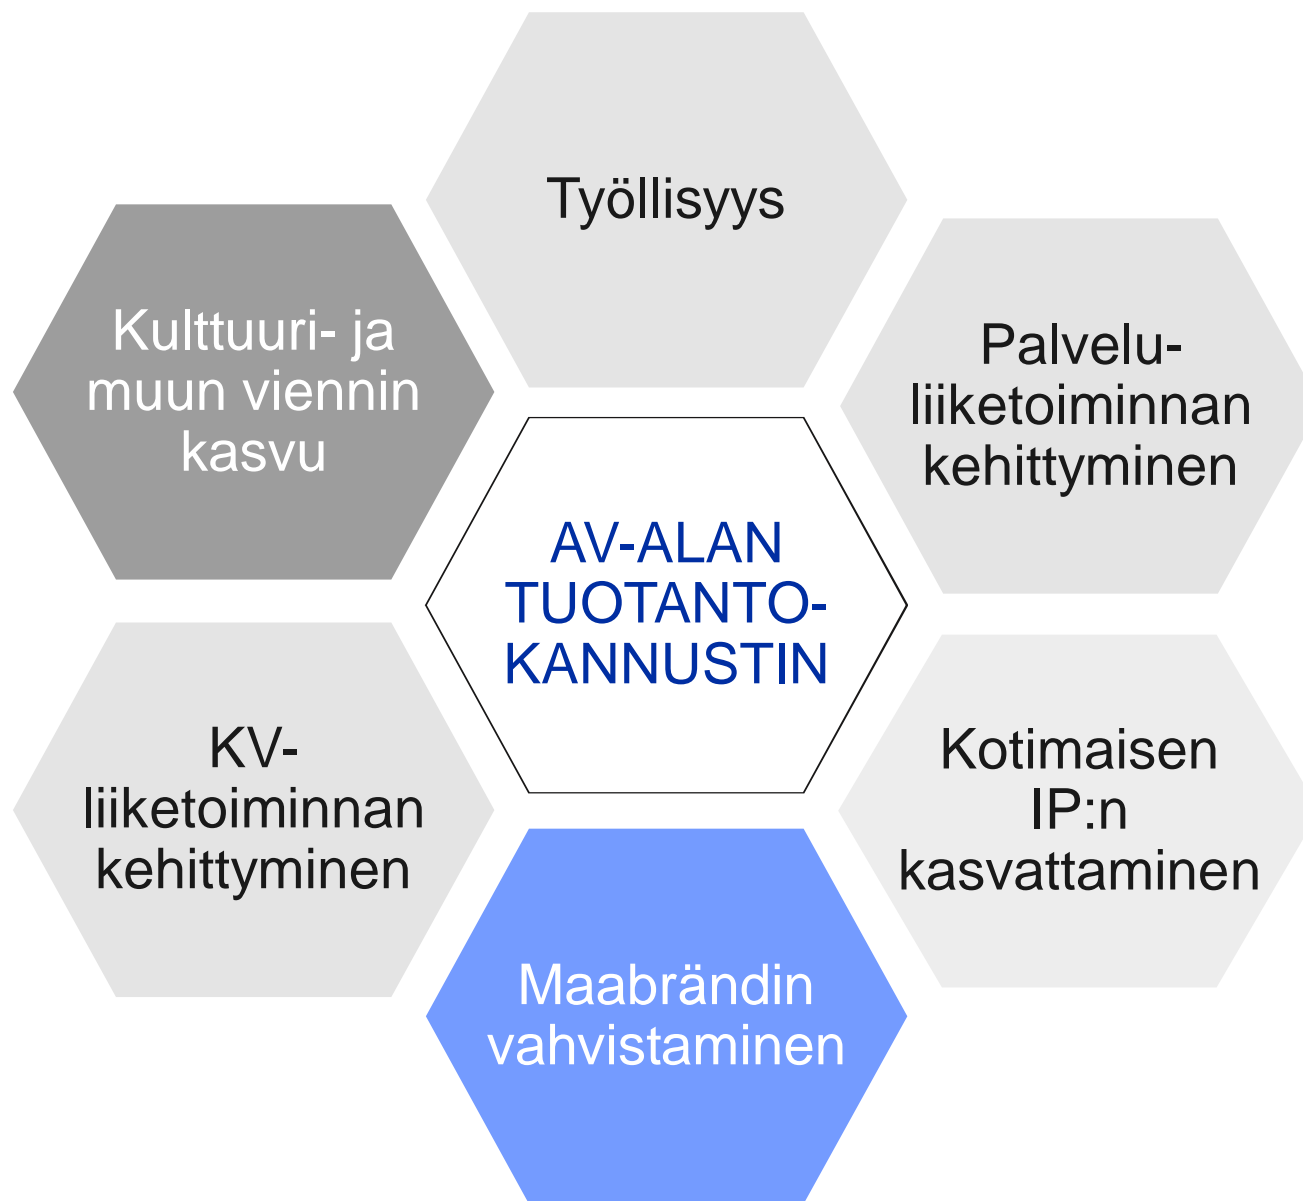 Työllisyys
Kulttuuri- ja
muun viennin
kasvu
Palvelu-
liiketoiminnan
kehittyminen
AV-ALAN
TUOTANTO-
KANNUSTIN
KV-
liiketoiminnan
kehittyminen
Kotimaisen
IP:n
kasvattaminen
Maabrändin
vahvistaminen